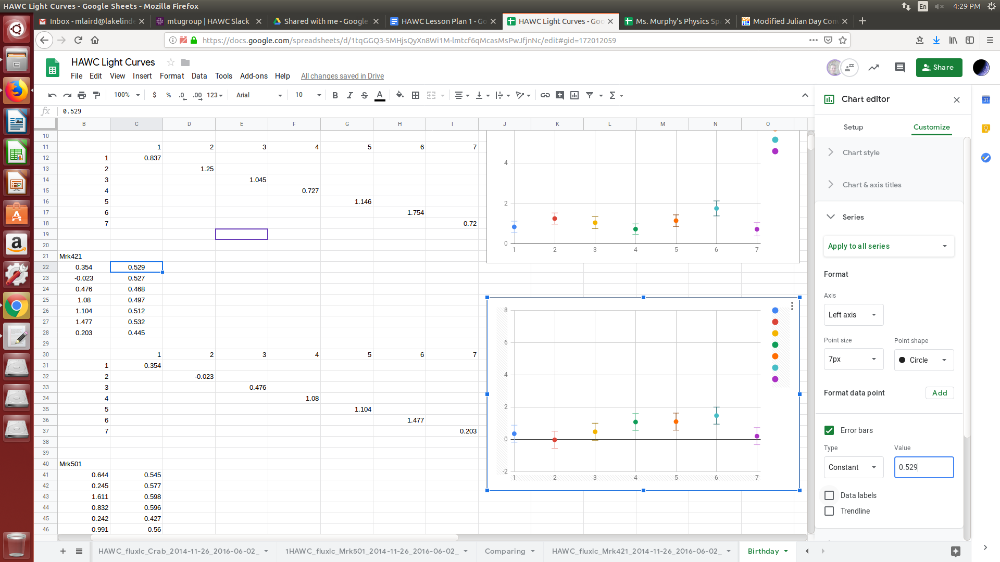 HAWC Light Curves - Google Sheets - Mozilla Firefox
En
4:29 PM
Inbox - mlaird@lakelinde
mtugroup | HAWC Slack
Shared with me - Google
HAWC Lesson Plan 1 - Go
HAWC Light Curves - Goo
Ms. Murphy's Physics Sp
Modified Julian Day Con
https://docs.google.com/spreadsheets/d/1tqGGQ3-5MHjsQyXn8Wi1M-lmtcf6qMcasMsPwJfjnNc/edit#gid=172012059
HAWC Light Curves
File Edit View Insert Format Data Tools Add-ons Help All changes saved in Drive
Share
100% $ % .0 .00 123 Arial 10 B I S A
fx 0.529
B C D E F G H I J K L M N O
10
11 1 2 3 4 5 6 7
12 1 0.837
13 2 1.25
14 3 1.045
15 4 0.727
16 5 1.146
17 6 1.754
18 7 0.72
19
20
21 Mrk421
22 0.354 0.529
23 -0.023 0.527
24 0.476 0.468
25 1.08 0.497
26 1.104 0.512
27 1.477 0.532
28 0.203 0.445
29
30 1 2 3 4 5 6 7
31 1 0.354
32 2 -0.023
33 3 0.476
34 4 1.08
35 5 1.104
36 6 1.477
37 7 0.203
38
39
40 Mrk501
41 0.644 0.545
42 0.245 0.577
43 1.611 0.598
44 0.832 0.596
45 0.242 0.427
46 0.991 0.56
4
2
0
1 2 3 4 5 6 7
8
6
4
2
0
-2
1 2 3 4 5 6 7
Chart editor
Setup Customize
Chart style
Chart & axis titles
Series
Apply to all series
Format
Axis
Left axis
Point size Point shape
7px Circle
Format data point Add
Error bars
Type Value
Constant 0.529
Data labels
Trendline
31
HAWC_fluxlc_Crab_2014-11-26_2016-06-02_ 1HAWC_fluxlc_Mrk501_2014-11-26_2016-06-02_ Comparing HAWC_fluxlc_Mrk421_2014-11-26_2016-06-02_ Birthday